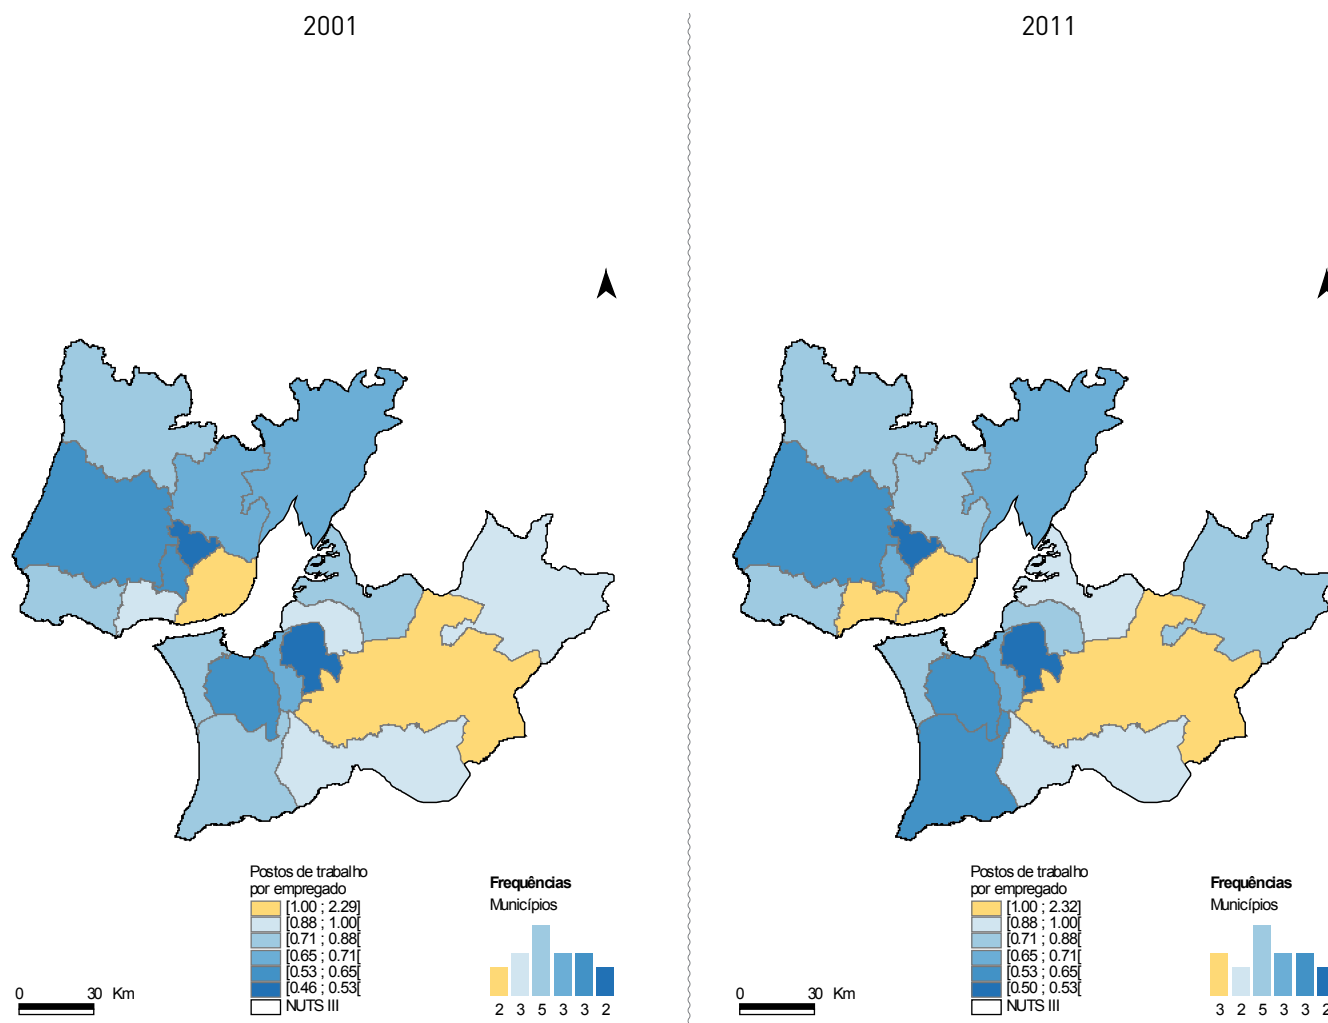 2001
Postos de trabalho
por empregado
[1.00 ; 2.29[
[0.88 ; 1.00[
[0.71 ; 0.88[
[0.65 ; 0.71[
[0.53 ; 0.65[
[0.46 ; 0.53[
NUTS III
Frequências
Municípios
2 3 5 3 3 2
0 30 Km
2011
Postos de trabalho
por empregado
[1.00 ; 2.32[
[0.88 ; 1.00[
[0.71 ; 0.88[
[0.65 ; 0.71[
[0.53 ; 0.65[
[0.50 ; 0.53[
NUTS III
Frequências
Municípios
3 2 5 3 3 2
0 30 Km